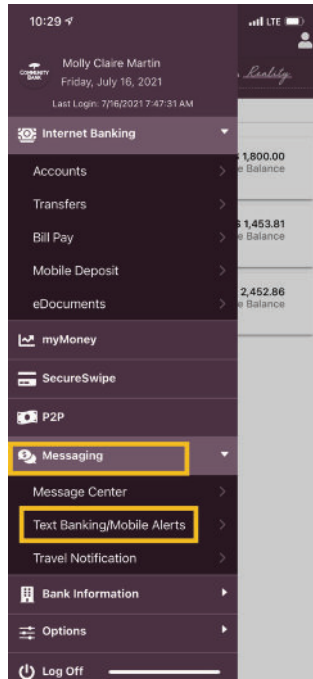 10:29
LTE
COMMUNITY BANK
Molly Claire Martin
Friday, July 16, 2021
Last Login: 7/16/2021 7:47:31 AM
Reality.
Internet Banking
Accounts
1,800.00
Balance
Transfers
1,453.81
Balance
Bill Pay
Mobile Deposit
2,452.86
Balance
eDocuments
myMoney
SecureSwipe
P2P
Messaging
Message Center
Text Banking/Mobile Alerts
Travel Notification
Bank Information
Options
Log Off